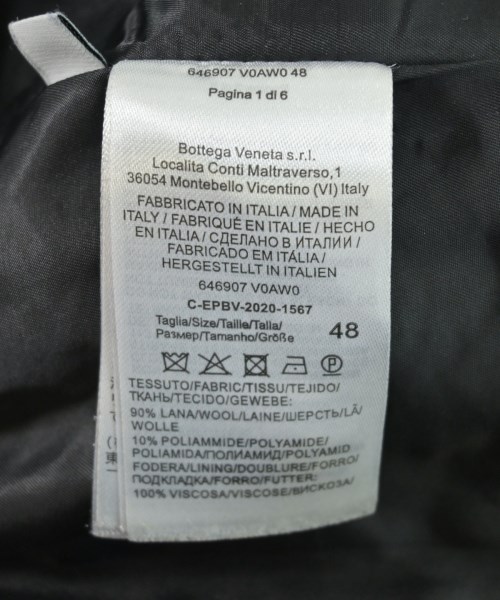 646907 V0AW0 48
Pagina 1 di 6
Bottega Veneta s.r.l.
Localita Conti Maltraverso,1
36054 Montebello Vicentino (VI) Italy
FABBRICATO IN ITALIA / MADE IN
ITALY / FABRIQUÉ EN ITALIE / HECHO
EN ITALIA / СДЕЛАНО В ИТАЛИИ /
FABRICADO EM ITÁLIA /
HERGESTELLT IN ITALIEN
646907 V0AW0
C-EPBV-2020-1567
Taglia/Size/Taille/Talla/
Размер/Tamanho/Größe
48
P
TESSUTO/FABRIC/TISSU/TEJIDO/
ТКАНЬ/TECIDO/GEWEBE:
90% LANA/WOOL/LAINE/ШЕРСТЬ/LÃ/
WOLLE
10% POLIAMMIDE/POLYAMIDE/
POLIAMIDA/ПОЛИАМИД/POLYAMID
FODERA/LINING/DOUBLURE/FORRO/
ПОДКЛАДКА/FORRO/FUTTER:
100% VISCOSA/VISCOSE/ВИСКОЗА/